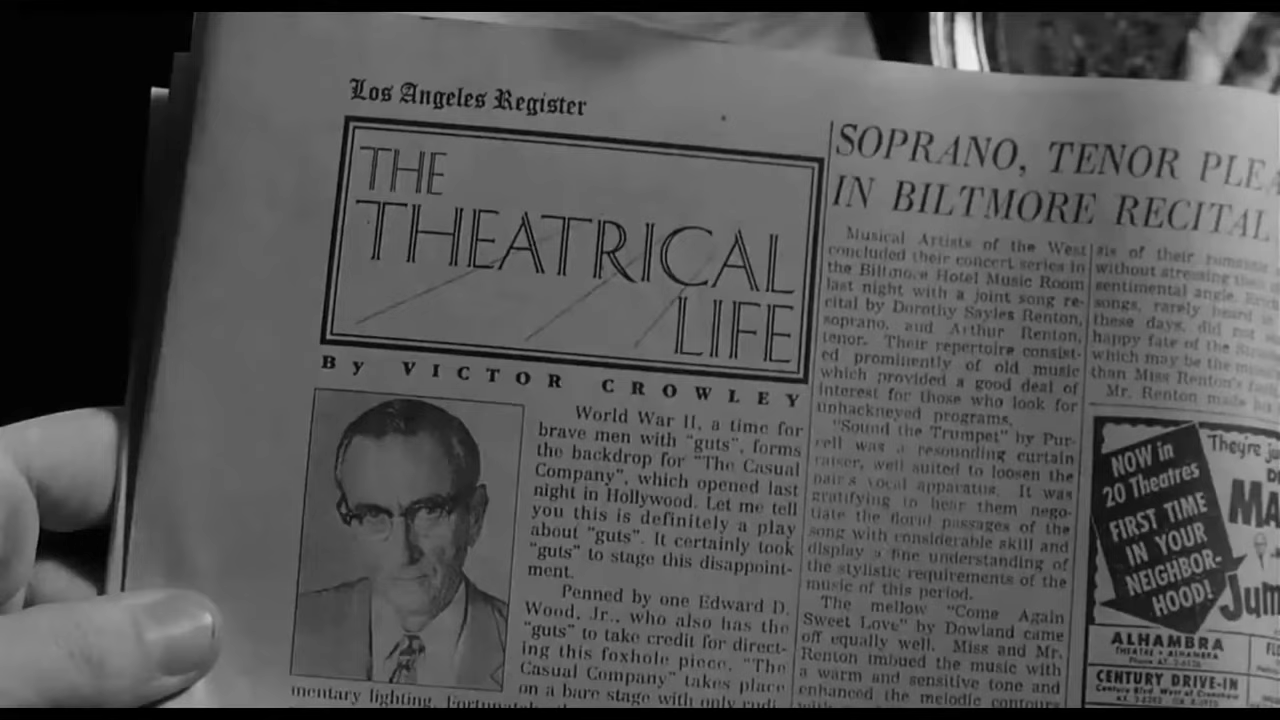 Los Angeles Register
THE
THEATRICAL
LIFE
By VICTOR CROWLEY
World War II, a time for
brave men with "guts", forms
the backdrop for "The Casual
Company", which opened last
night in Hollywood. Let me tell
you this is definitely a play
about "guts". It certainly took
"guts" to stage this disappoint-
ment.
Penned by one Edward D.
Wood, Jr., who also has the
"guts" to take credit for direct-
ing this foxhole piece. "The
Casual Company" takes place
on a bare stage with only rudi
mentary lighting.
SOPRANO, TENOR PLEA
IN BILTMORE RECITAL
Musical Artists of the West
concluded their concert series in
the Biltmore Hotel Music Room
last night with a joint song re-
cital by Dorothy Sayles Renton,
soprano, and Arthur Renton,
tenor. Their repertoire consist-
ed prominently of old music
which provided a good deal of
interest for those who look for
unhackneyed programs.
"Sound the Trumpet" by Pur-
cell was a resounding curtain
raiser, well suited to loosen the
pair's vocal apparatus. It was
gratifying to hear them nego-
tiate the florid passages of the
song with considerable skill and
display a fine understanding of
the stylistic requirements of the
music of this period.
The mellow "Come Again
Sweet Love" by Dowland came
off equally well. Miss and Mr.
Renton imbued the music with
a warm and sensitive tone and
enhanced the melodic contours
sis of their
without stressing
sentimental angle.
songs, rarely heard in
these days, did not
happy fate of the
which may be the
than Miss Renton's
Mr. Renton made his
NOW in
20 Theatres
FIRST TIME
IN YOUR
NEIGHBOR-
HOOD!
They're
MA
Jum
ALHAMBRA
THEATRE • ALHAMBRA
CENTURY DRIVE-IN